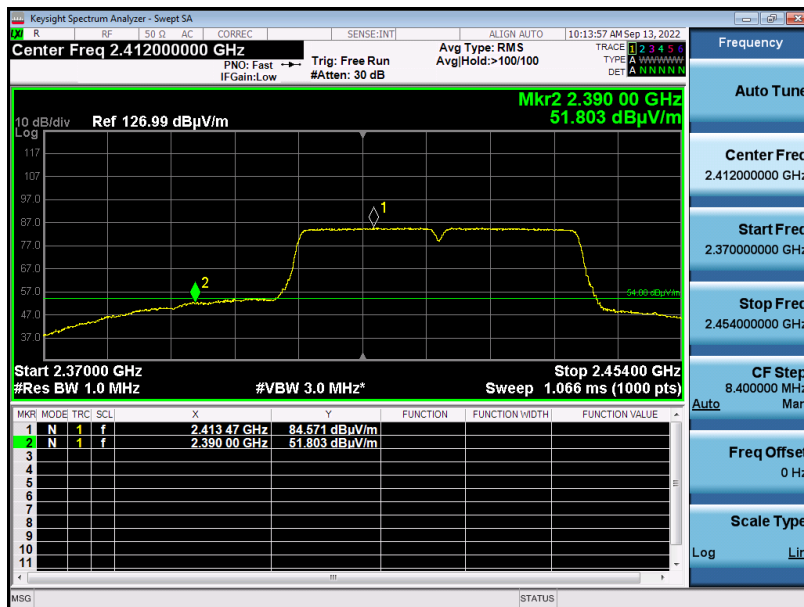 Keysight Spectrum Analyzer - Swept SA
LXI R RF 50 Ω AC CORREC SENSE:INT ALIGN AUTO 10:13:57 AM Sep 13, 2022
Center Freq 2.412000000 GHz
PNO: Fast
IFGain:Low
Trig: Free Run
#Atten: 30 dB
Avg Type: RMS
Avg|Hold:>100/100
TRACE 1 2 3 4 5 6
TYPE A W W W W W
DET A N N N N N
Mkr2 2.390 00 GHz
51.803 dBµV/m
10 dB/div Ref 126.99 dBµV/m
Log
117
107
97.0
87.0
77.0
67.0
57.0
47.0
37.0
1
2
54.00 dBµV/m
Start 2.37000 GHz Stop 2.45400 GHz
#Res BW 1.0 MHz #VBW 3.0 MHz* Sweep 1.066 ms (1000 pts)
MKR MODE TRC SCL X Y FUNCTION FUNCTION WIDTH FUNCTION VALUE
1 N 1 f 2.413 47 GHz 84.571 dBµV/m
2 N 1 f 2.390 00 GHz 51.803 dBµV/m
3
4
5
6
7
8
9
10
11
MSG STATUS
Frequency
Auto Tune
Center Freq
2.412000000 GHz
Start Freq
2.370000000 GHz
Stop Freq
2.454000000 GHz
CF Step
8.400000 MHz
Auto Man
Freq Offset
0 Hz
Scale Type
Log Lin